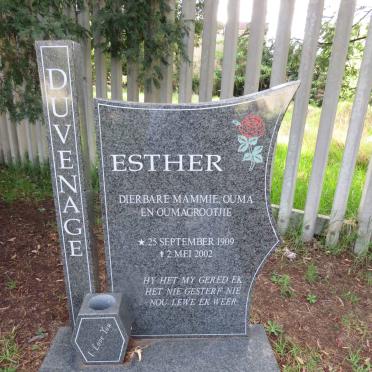 DUVENAGE
ESTHER
DIERBARE MAMMIE, OUMA
EN OUMAGROOTJIE
★ 25 SEPTEMBER 1909
✝ 2 MEI 2002
HY HET MY GERED EK
HET NIE GESTERF NIE
NOU LEWE EK WEER
I Love You